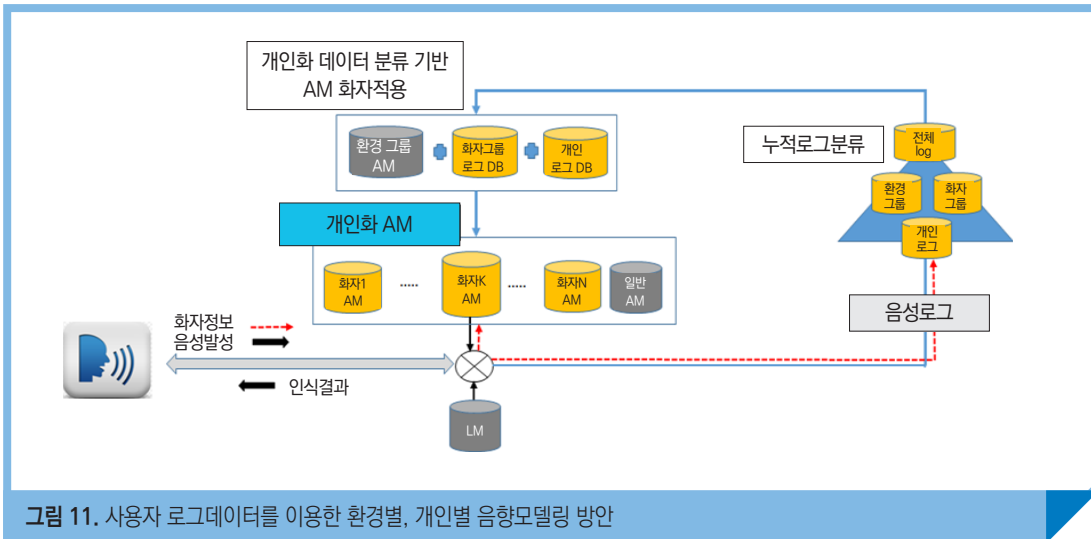 개인화 데이터 분류 기반
AM 화자적용
환경 그룹
AM
화자그룹
로그 DB
개인
로그 DB
누적로그분류
전체
log
환경
그룹
화자
그룹
개인
로그
개인화 AM
화자1
AM
.....
화자K
AM
.....
화자N
AM
일반
AM
음성로그
화자정보
음성발성
인식결과
LM
그림 11. 사용자 로그데이터를 이용한 환경별, 개인별 음향모델링 방안